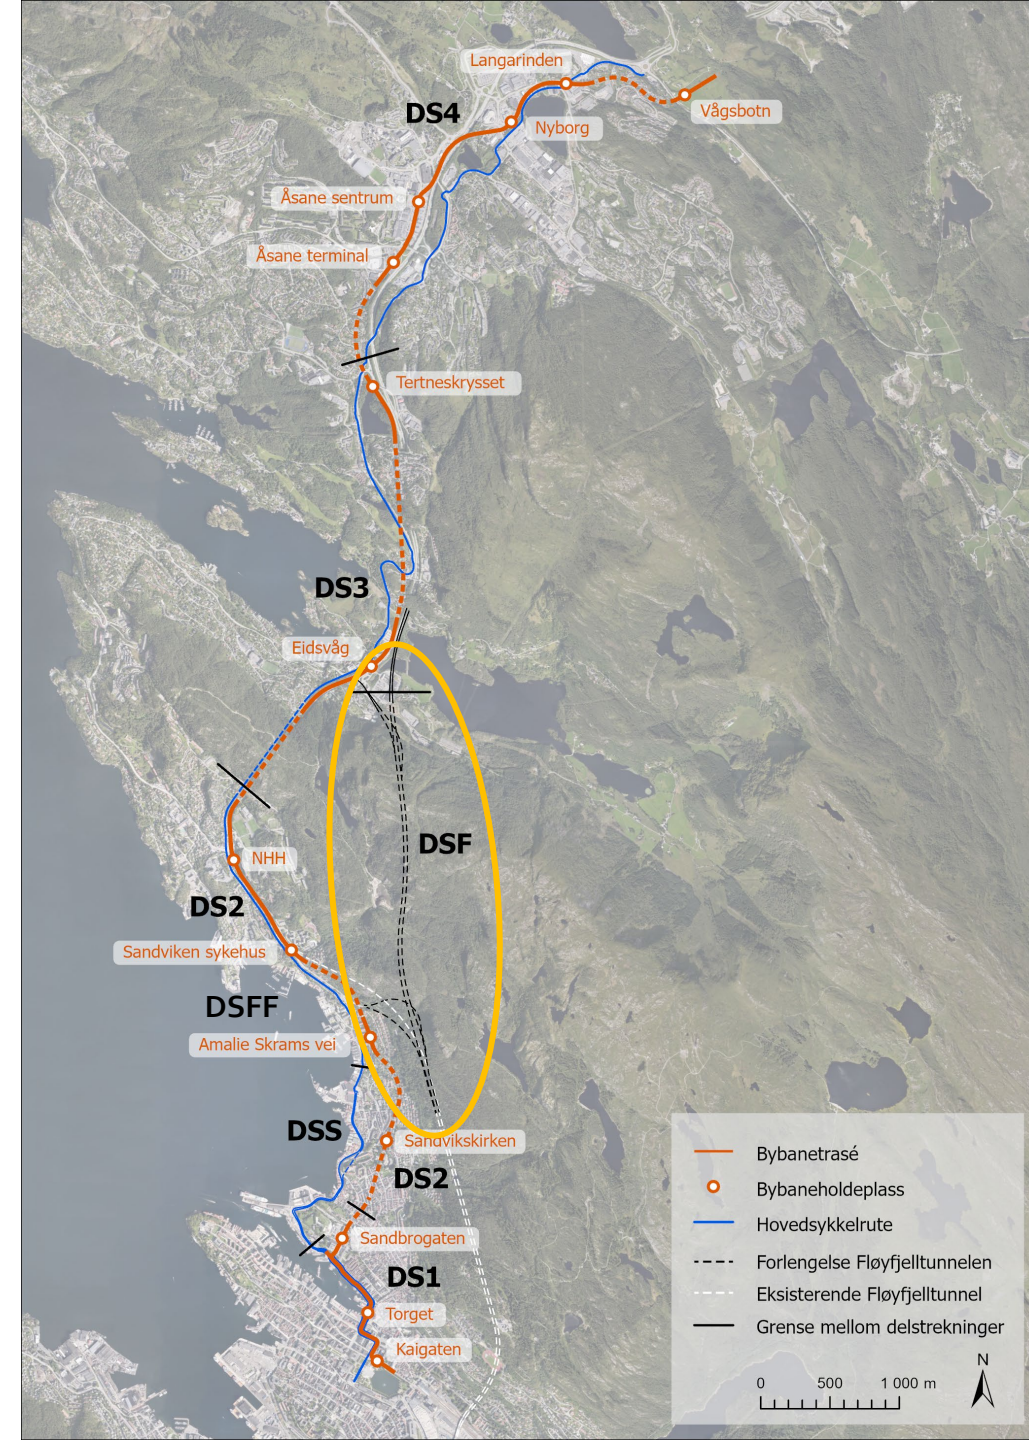 Langarinden
DS4
Vågsbotn
Nyborg
Åsane sentrum
Åsane terminal
Tertneskrysset
DS3
Eidsvåg
DSF
NHH
DS2
Sandviken sykehus
DSFF
Amalie Skrams vei
DSS
Sandvikskirken
DS2
Sandbrogaten
DS1
Torget
Kaigaten
Bybanetrasé
Bybaneholdeplass
Hovedsykkelrute
Forlengelse Fløyfjelltunnelen
Eksisterende Fløyfjelltunnel
Grense mellom delstrekninger
N
0 500 1 000 m